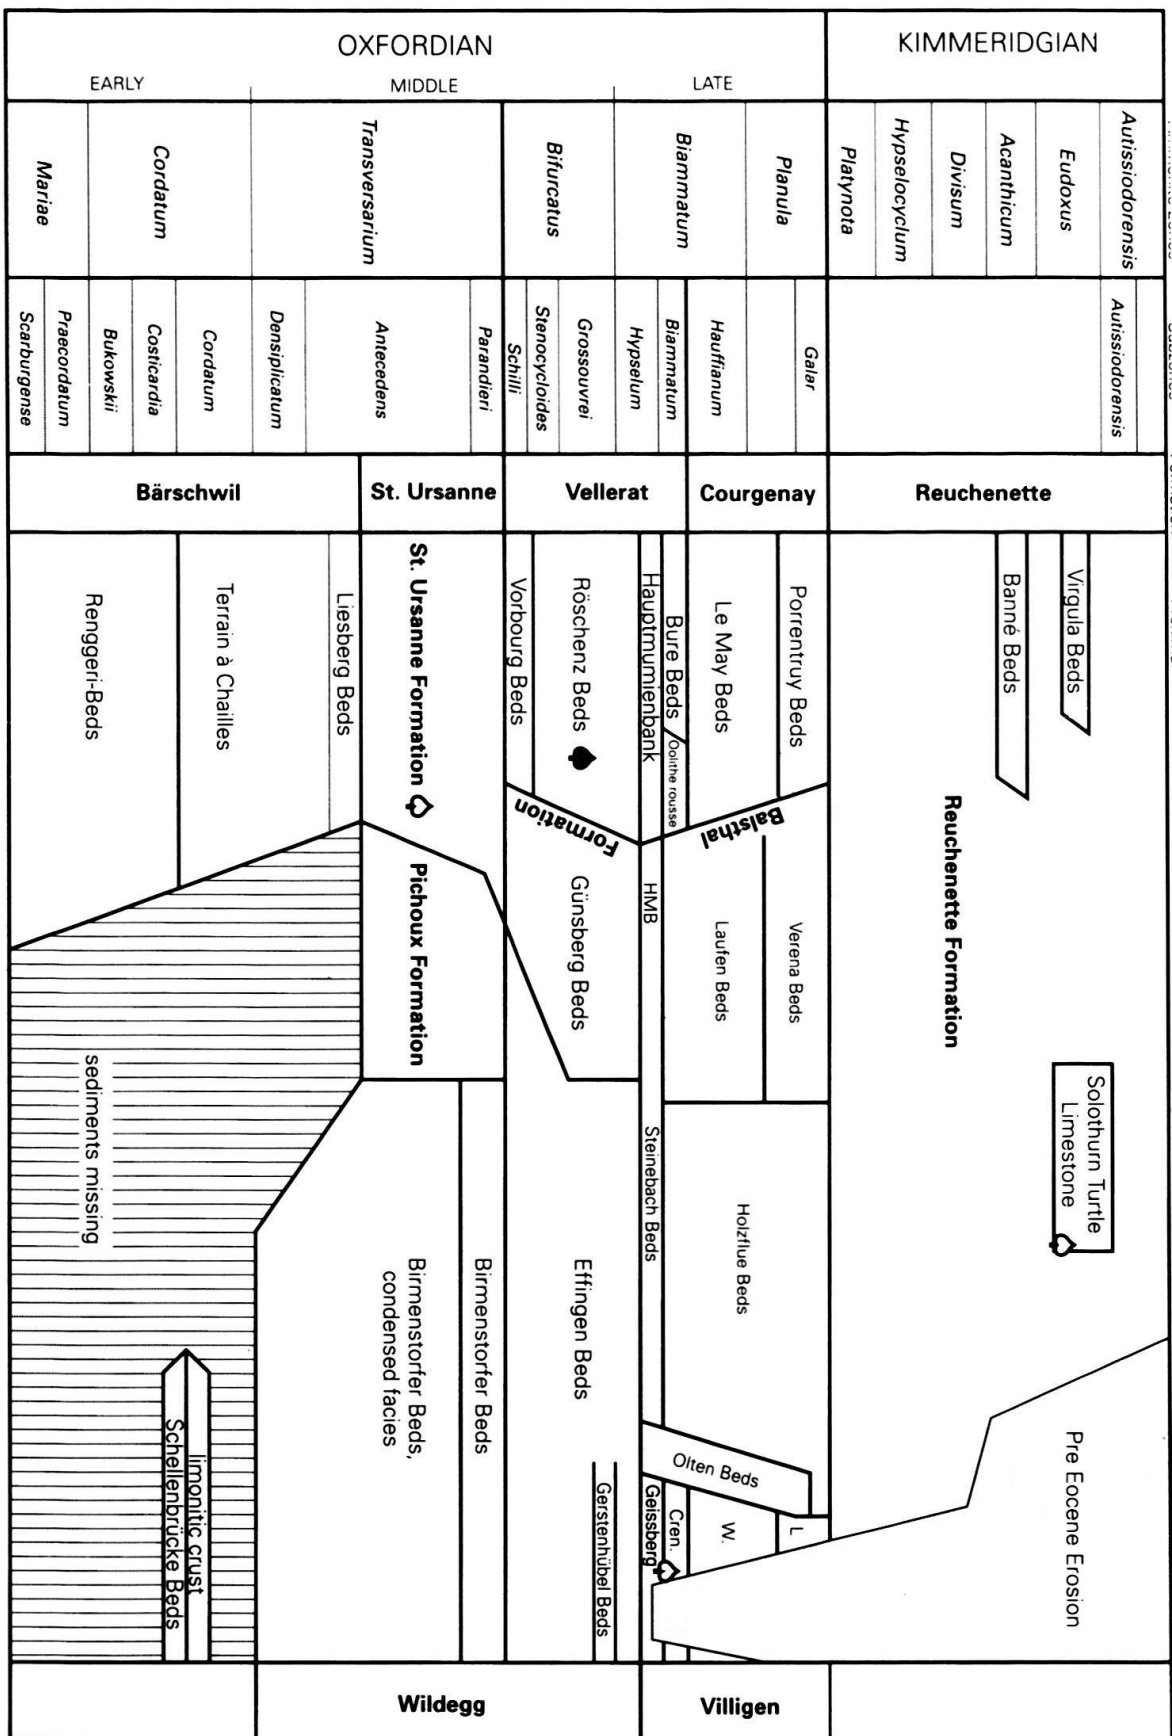 OXFORDIAN
KIMMERIDGIAN
EARLY
MIDDLE
LATE
Mariae
Cordatum
Transversarium
Bifurcatus
Biammatum
Planula
Platynota
Hypselocyclum
Divisum
Acanthicum
Eudoxus
Autissiodorensis
Scarburgense
Praecordatum
Bukowskii
Costicardia
Cordatum
Densiplicatum
Antecedens
Parandieri
Schilli
Stenocycloides
Grossouvrei
Hypselum
Biammatum
Hauffianum
Galar
Autissiodorensis
Bärschwil
St. Ursanne
Vellerat
Courgenay
Reuchenette
Renggeri-Beds
Terrain à Chailles
Liesberg Beds
St. Ursanne Formation
Vorbourg Beds
Röschenz Beds
Hauptmumienbank
Bure Beds
Oolithe rousse
Le May Beds
Porrentruy Beds
Banné Beds
Virgula Beds
Formation
Balsthal
Pichoux Formation
Günsberg Beds
HMB
Laufen Beds
Verena Beds
Reuchenette Formation
Solothurn Turtle
Limestone
sediments missing
Steinebach Beds
Holzflue Beds
Birmenstorfer Beds,
condensed facies
Birmenstorfer Beds
Effingen Beds
Olten Beds
Pre Eocene Erosion
limonitic crust
Schellenbrücke Beds
Gerstenhübel Beds
Geissberg
Cren.
W.
L
Wildegg
Villigen